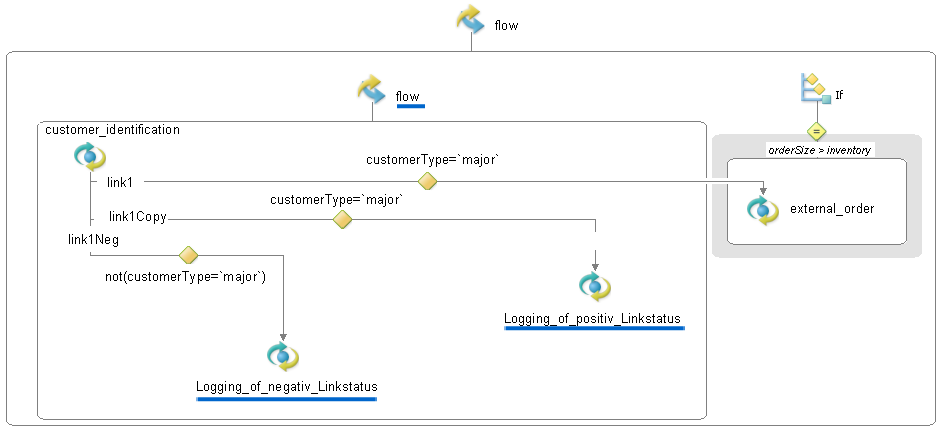 flow
flow
If
customer_identification
=
orderSize > inventory
customerType=`major`
link1
customerType=`major`
external_order
link1Copy
link1Neg
not(customerType=`major`)
Logging_of_positiv_Linkstatus
Logging_of_negativ_Linkstatus